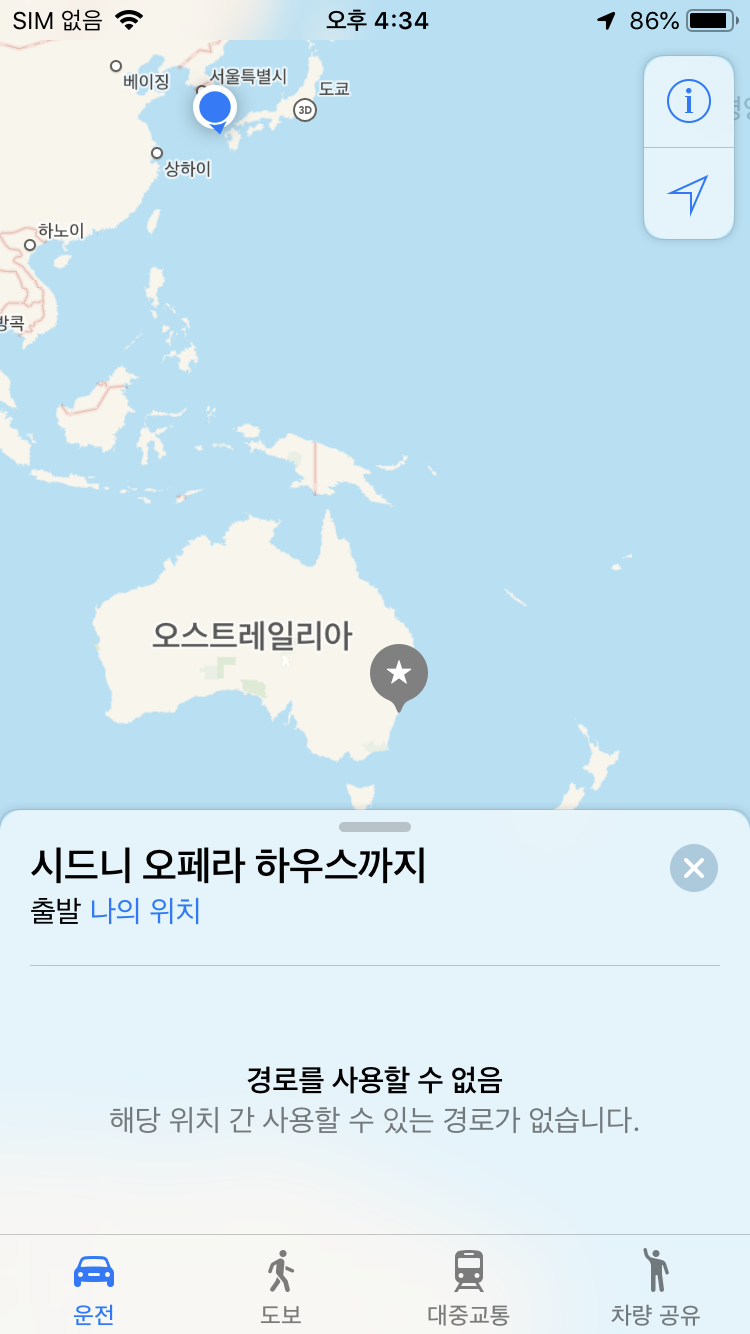 SIM 없음 오후 4:34 86%
베이징
서울특별시
도쿄
3D
상하이
하노이
방콕
오스트레일리아
시드니 오페라 하우스까지
출발 나의 위치
경로를 사용할 수 없음
해당 위치 간 사용할 수 있는 경로가 없습니다.
운전 도보 대중교통 차량 공유